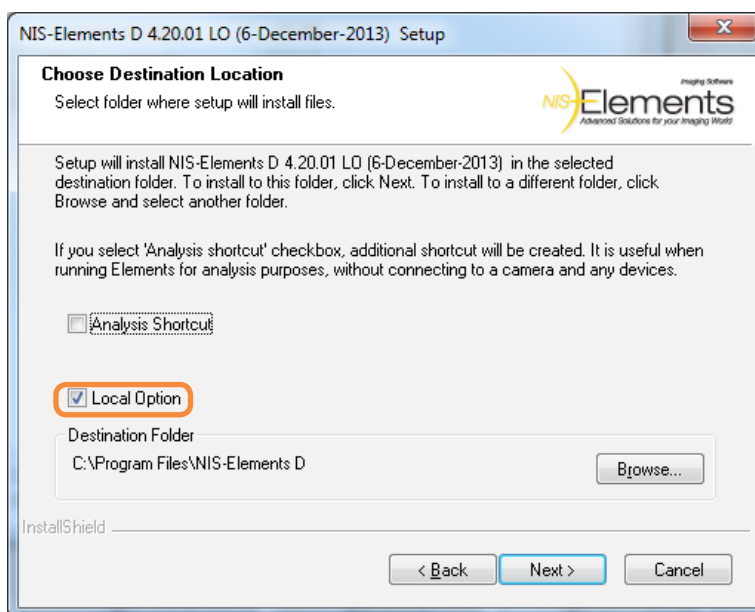 NIS-Elements D 4.20.01 LO (6-December-2013) Setup
Choose Destination Location
Select folder where setup will install files.
Imaging Software
NIS Elements
Advanced Solutions for your Imaging World
Setup will install NIS-Elements D 4.20.01 LO (6-December-2013) in the selected
destination folder. To install to this folder, click Next. To install to a different folder, click
Browse and select another folder.
If you select 'Analysis shortcut' checkbox, additional shortcut will be created. It is useful when
running Elements for analysis purposes, without connecting to a camera and any devices.
Analysis Shortcut
Local Option
Destination Folder
C:\Program Files\NIS-Elements D
Browse...
InstallShield
< Back
Next >
Cancel